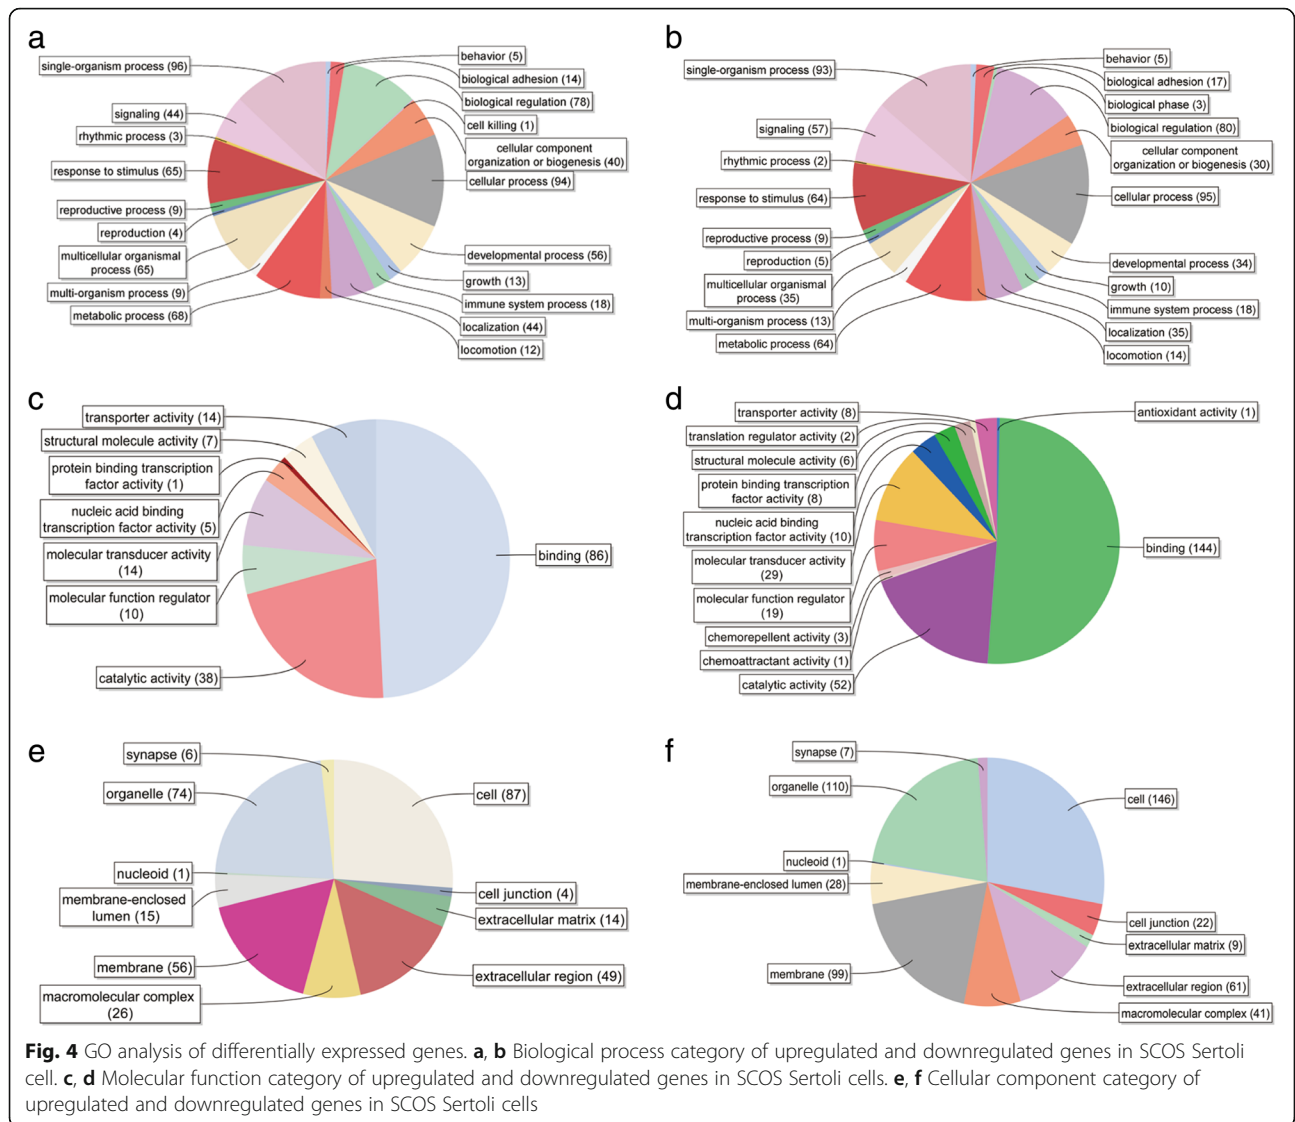 a
single-organism process (96)
signaling (44)
rhythmic process (3)
response to stimulus (65)
reproductive process (9)
reproduction (4)
multicellular organismal
process (65)
multi-organism process (9)
metabolic process (68)
behavior (5)
biological adhesion (14)
biological regulation (78)
cell killing (1)
cellular component
organization or biogenesis (40)
cellular process (94)
developmental process (56)
growth (13)
immune system process (18)
localization (44)
locomotion (12)
b
single-organism process (93)
signaling (57)
rhythmic process (2)
response to stimulus (64)
reproductive process (9)
reproduction (5)
multicellular organismal
process (35)
multi-organism process (13)
metabolic process (64)
behavior (5)
biological adhesion (17)
biological phase (3)
biological regulation (80)
cellular component
organization or biogenesis (30)
cellular process (95)
developmental process (34)
growth (10)
immune system process (18)
localization (35)
locomotion (14)
c
transporter activity (14)
structural molecule activity (7)
protein binding transcription
factor activity (1)
nucleic acid binding
transcription factor activity (5)
molecular transducer activity
(14)
molecular function regulator
(10)
catalytic activity (38)
binding (86)
d
transporter activity (8)
translation regulator activity (2)
structural molecule activity (6)
protein binding transcription
factor activity (8)
nucleic acid binding
transcription factor activity (10)
molecular transducer activity
(29)
molecular function regulator
(19)
chemorepellent activity (3)
chemoattractant activity (1)
catalytic activity (52)
antioxidant activity (1)
binding (144)
e
synapse (6)
organelle (74)
nucleoid (1)
membrane-enclosed
lumen (15)
membrane (56)
macromolecular complex
(26)
cell (87)
cell junction (4)
extracellular matrix (14)
extracellular region (49)
f
synapse (7)
organelle (110)
nucleoid (1)
membrane-enclosed lumen (28)
membrane (99)
cell (146)
cell junction (22)
extracellular matrix (9)
extracellular region (61)
macromolecular complex (41)
Fig. 4 GO analysis of differentially expressed genes. a, b Biological process category of upregulated and downregulated genes in SCOS Sertoli
cell. c, d Molecular function category of upregulated and downregulated genes in SCOS Sertoli cells. e, f Cellular component category of
upregulated and downregulated genes in SCOS Sertoli cells